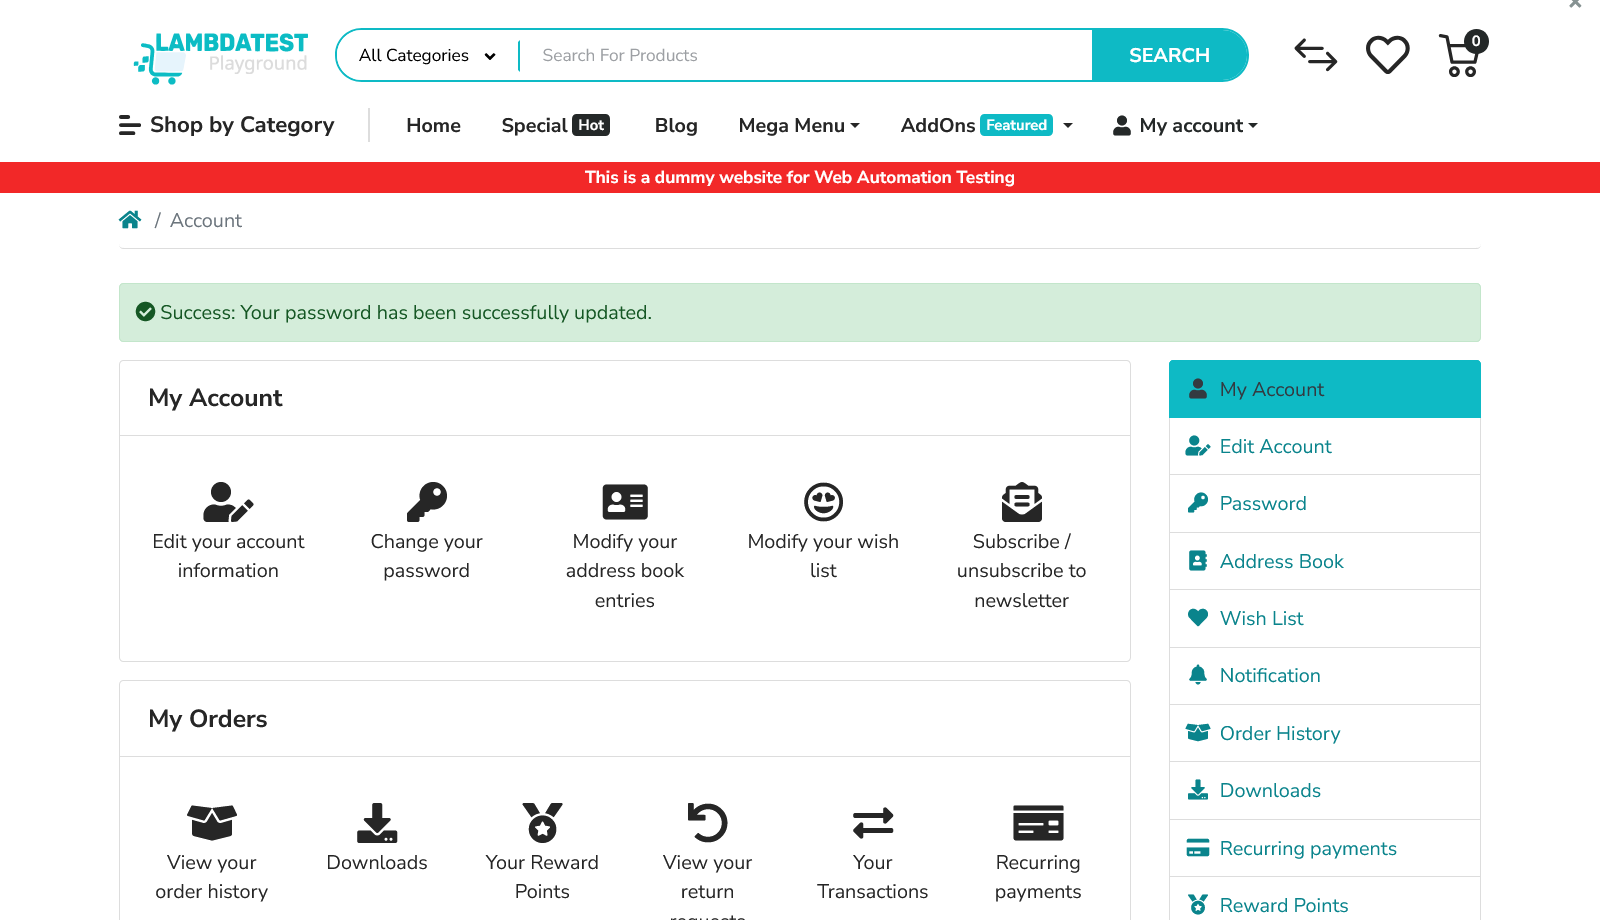 LAMBDATEST
Playground
All Categories
Search For Products
SEARCH
0
Shop by Category
Home
Special Hot
Blog
Mega Menu
AddOns Featured
My account
This is a dummy website for Web Automation Testing
/ Account
Success: Your password has been successfully updated.
My Account
Edit your account
information
Change your
password
Modify your
address book
entries
Modify your wish
list
Subscribe /
unsubscribe to
newsletter
My Orders
View your
order history
Downloads
Your Reward
Points
View your
return
requests
Your
Transactions
Recurring
payments
My Account
Edit Account
Password
Address Book
Wish List
Notification
Order History
Downloads
Recurring payments
Reward Points